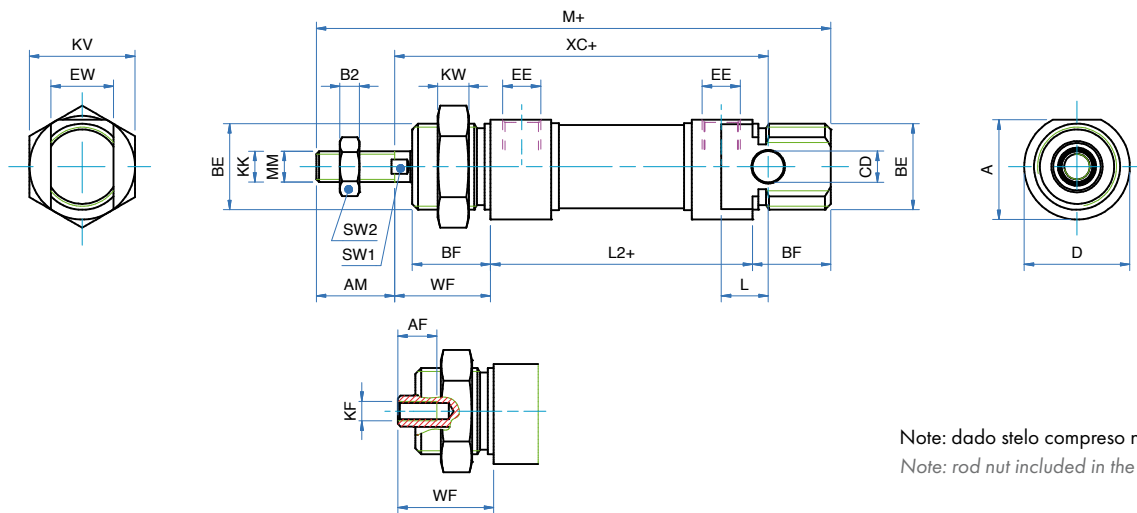 M+
KV
XC+
EW
B2
KW
EE
EE
BE
KK
MM
CD
BE
A
SW2
SW1
BF
L2+
BF
D
AM
WF
L
AF
KF
WF
Note: dado stelo compreso
Note: rod nut included in the